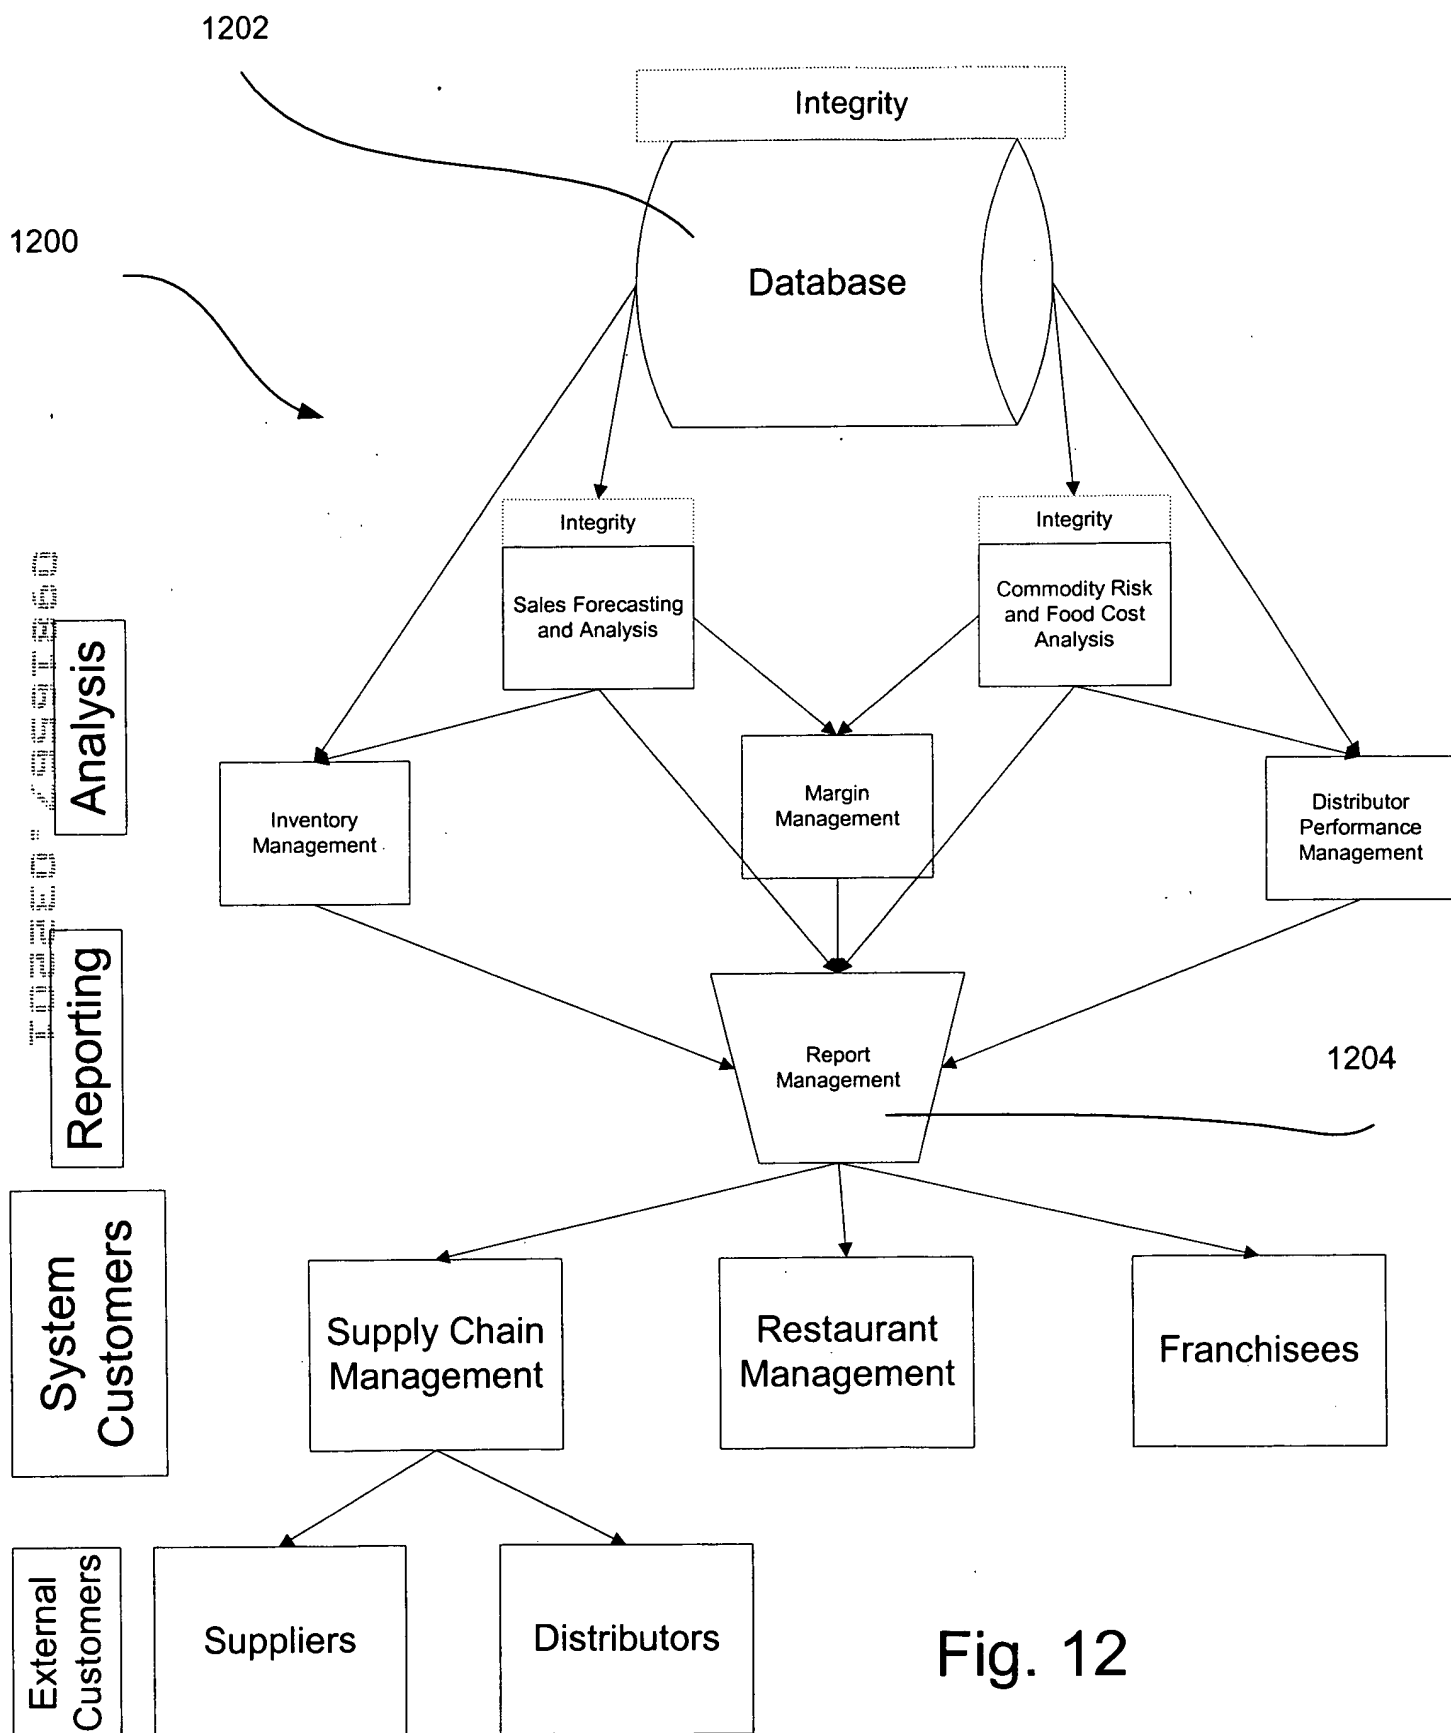 1202
Integrity
1200
Database
Integrity
Integrity
Sales Forecasting
and Analysis
Commodity Risk
and Food Cost
Analysis
Analysis
Inventory
Management
Margin
Management
Distributor
Performance
Management
Reporting
Report
Management
1204
System
Customers
Supply Chain
Management
Restaurant
Management
Franchisees
External
Customers
Suppliers
Distributors
Fig. 12